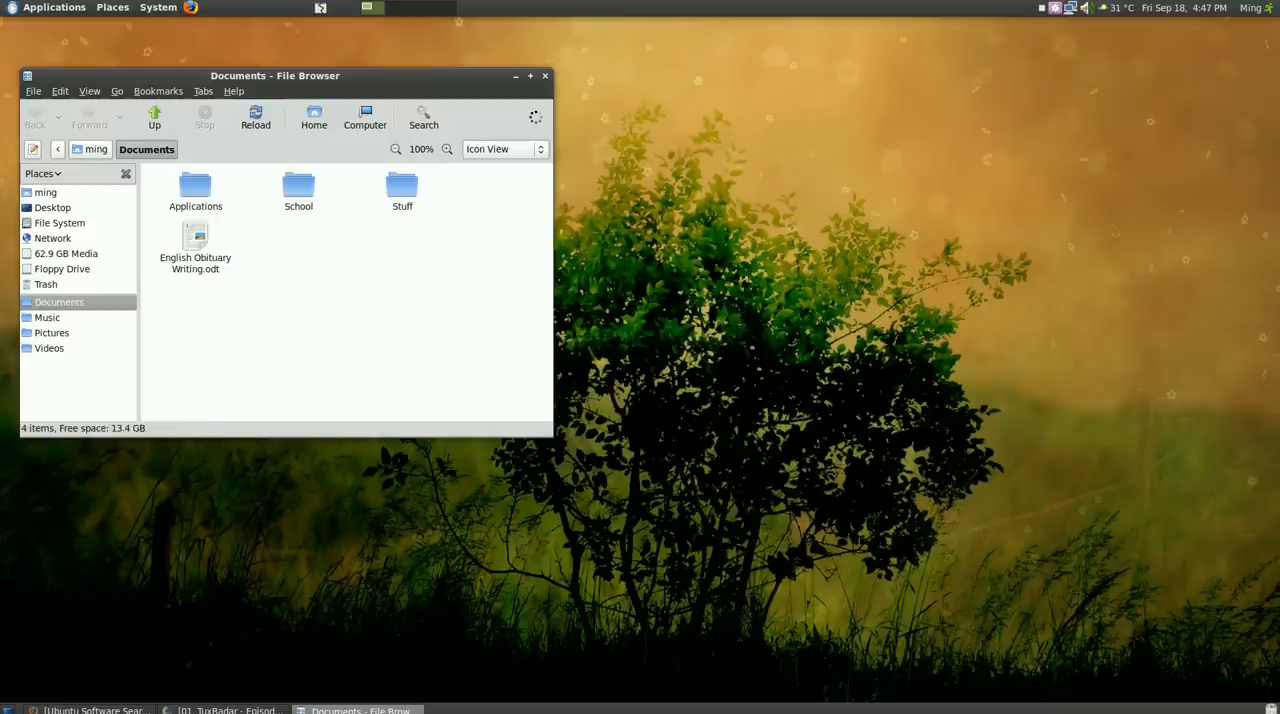 Applications Places System
31 °C Fri Sep 18, 4:47 PM Ming
Documents - File Browser
File Edit View Go Bookmarks Tabs Help
Back Forward Up Stop Reload Home Computer Search
ming Documents 100% Icon View
Places
ming
Desktop
File System
Network
62.9 GB Media
Floppy Drive
Trash
Documents
Music
Pictures
Videos
Applications School Stuff
English Obituary
Writing.odt
4 items, Free space: 13.4 GB
[Ubuntu Software Sear... [01. TuxRadar - Episod... Documents - File Brow...